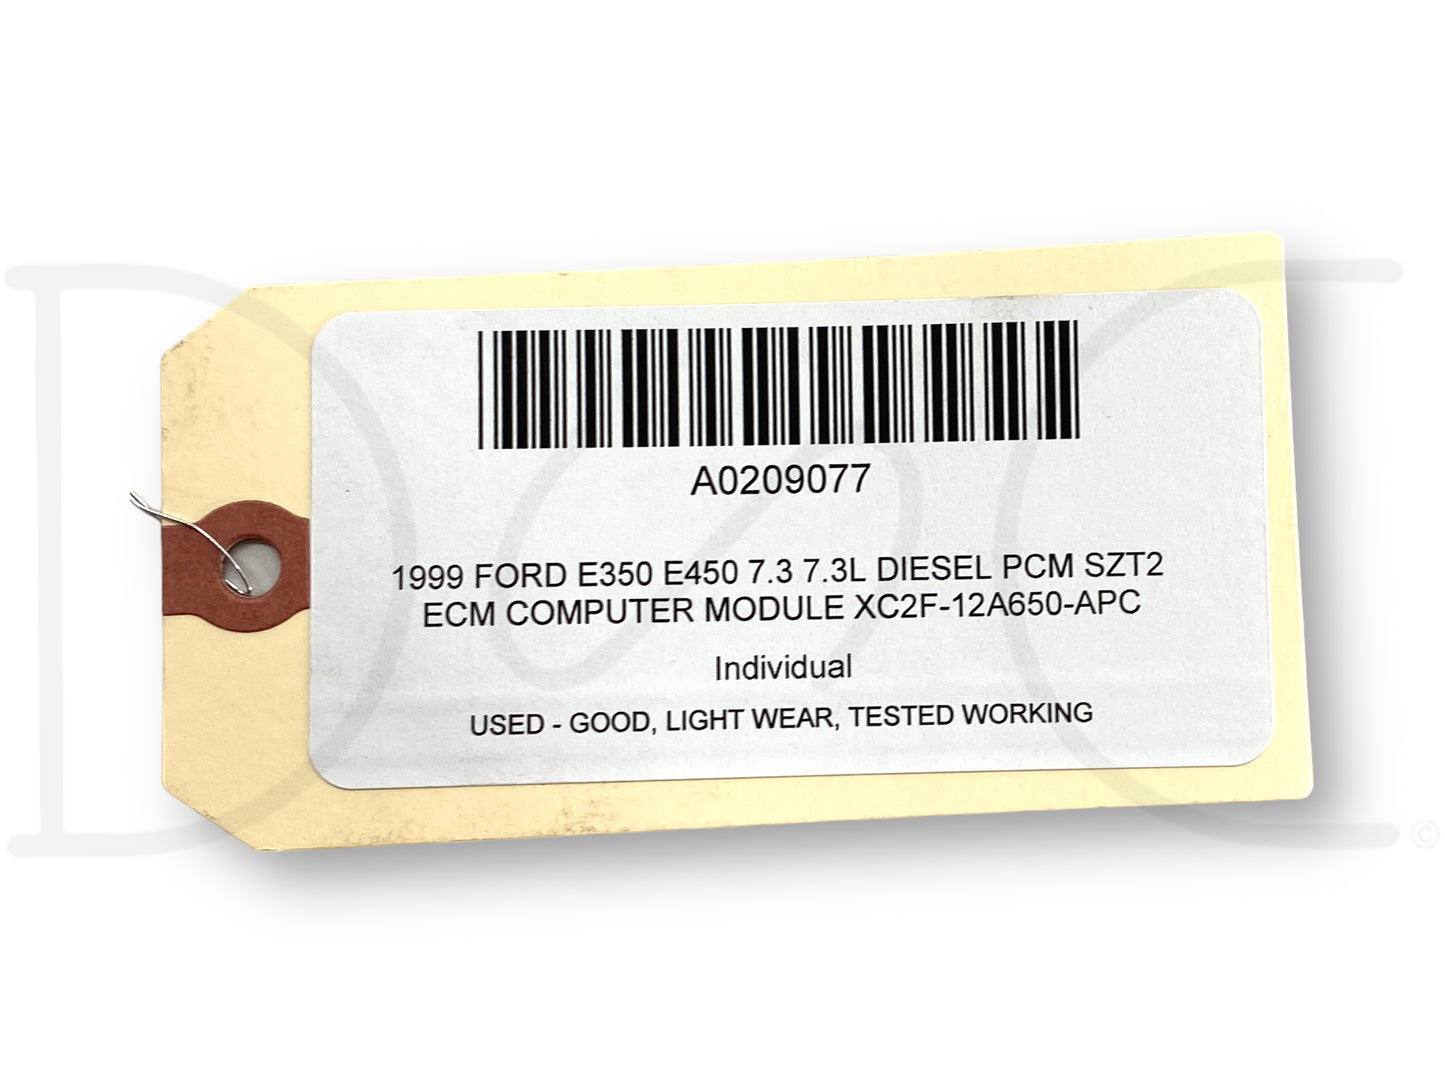 A0209077
1999 FORD E350 E450 7.3 7.3L DIESEL PCM SZT2
ECM COMPUTER MODULE XC2F-12A650-APC
Individual
USED - GOOD, LIGHT WEAR, TESTED WORKING
©